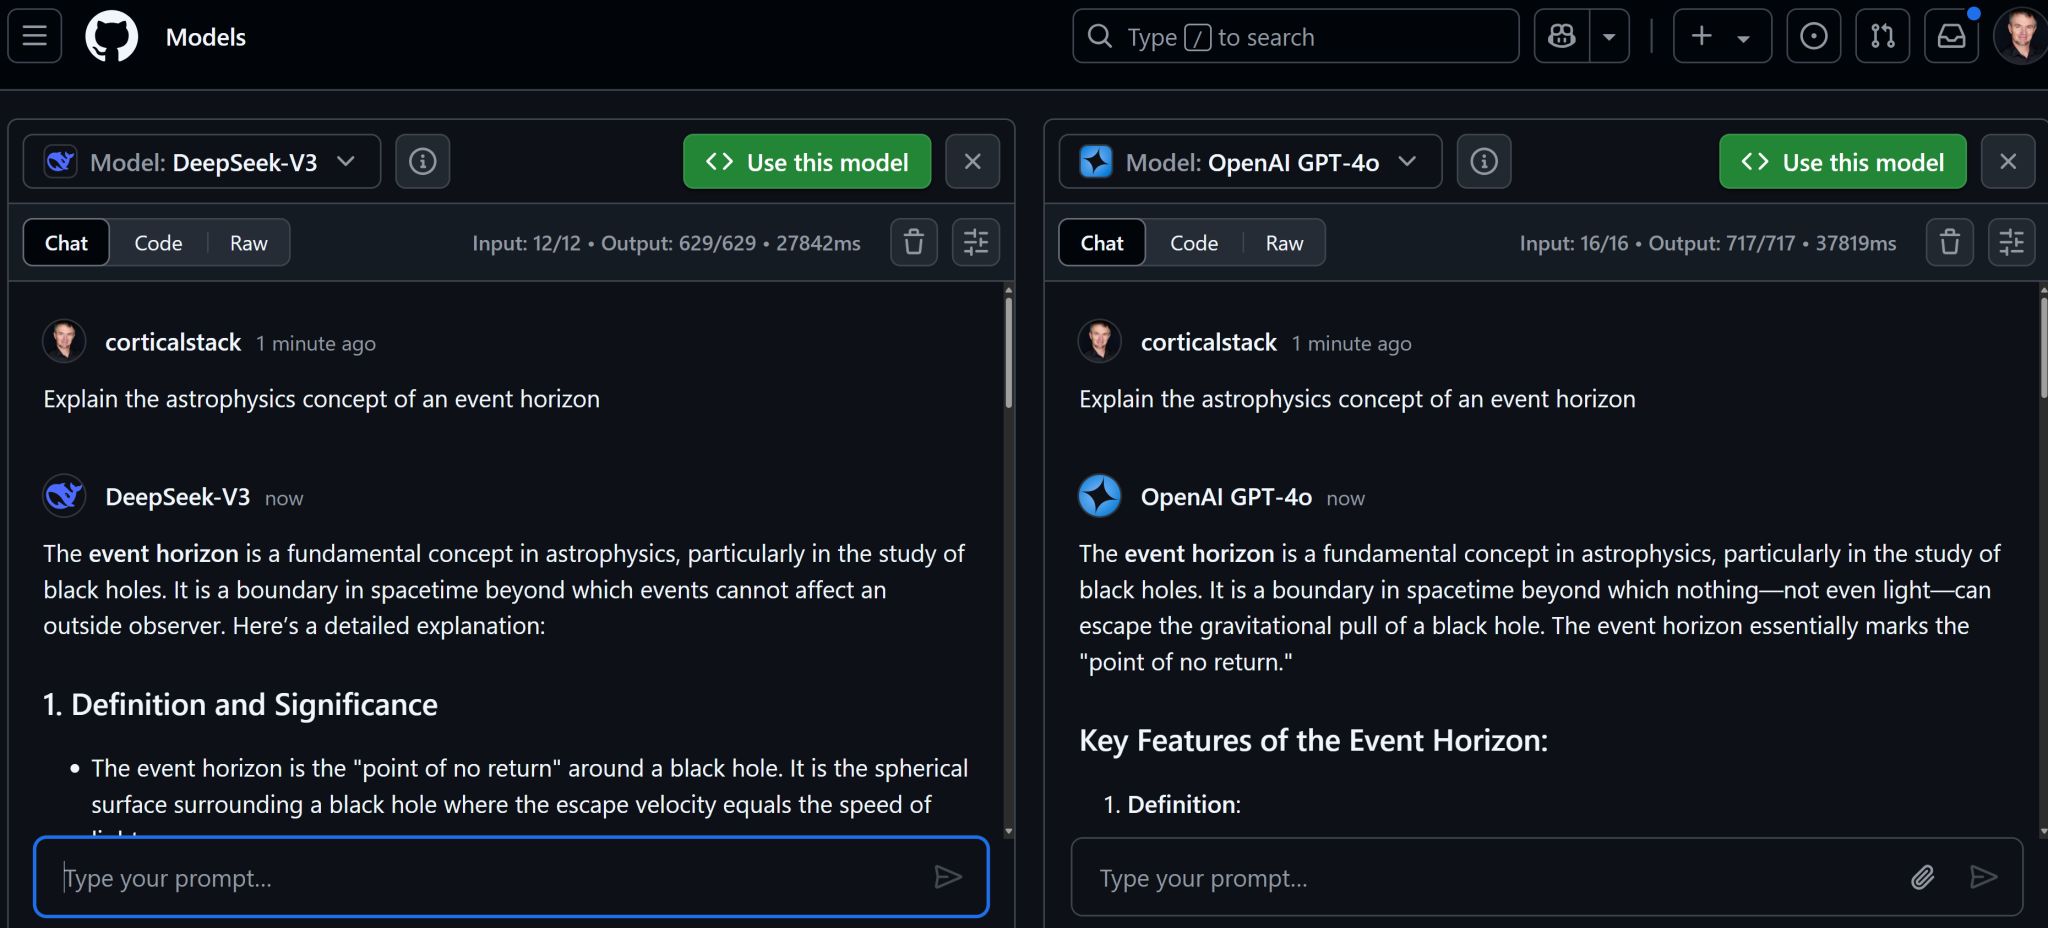 Models
Type / to search
Model: DeepSeek-V3
Use this model
Chat
Code
Raw
Input: 12/12 • Output: 629/629 • 27842ms
corticalstack 1 minute ago
Explain the astrophysics concept of an event horizon
DeepSeek-V3 now
The event horizon is a fundamental concept in astrophysics, particularly in the study of
black holes. It is a boundary in spacetime beyond which events cannot affect an
outside observer. Here’s a detailed explanation:
1. Definition and Significance
• The event horizon is the "point of no return" around a black hole. It is the spherical
surface surrounding a black hole where the escape velocity equals the speed of
Type your prompt...
Model: OpenAI GPT-4o
Use this model
Chat
Code
Raw
Input: 16/16 • Output: 717/717 • 37819ms
corticalstack 1 minute ago
Explain the astrophysics concept of an event horizon
OpenAI GPT-4o now
The event horizon is a fundamental concept in astrophysics, particularly in the study of
black holes. It is a boundary in spacetime beyond which nothing—not even light—can
escape the gravitational pull of a black hole. The event horizon essentially marks the
"point of no return."
Key Features of the Event Horizon:
1. Definition:
Type your prompt...